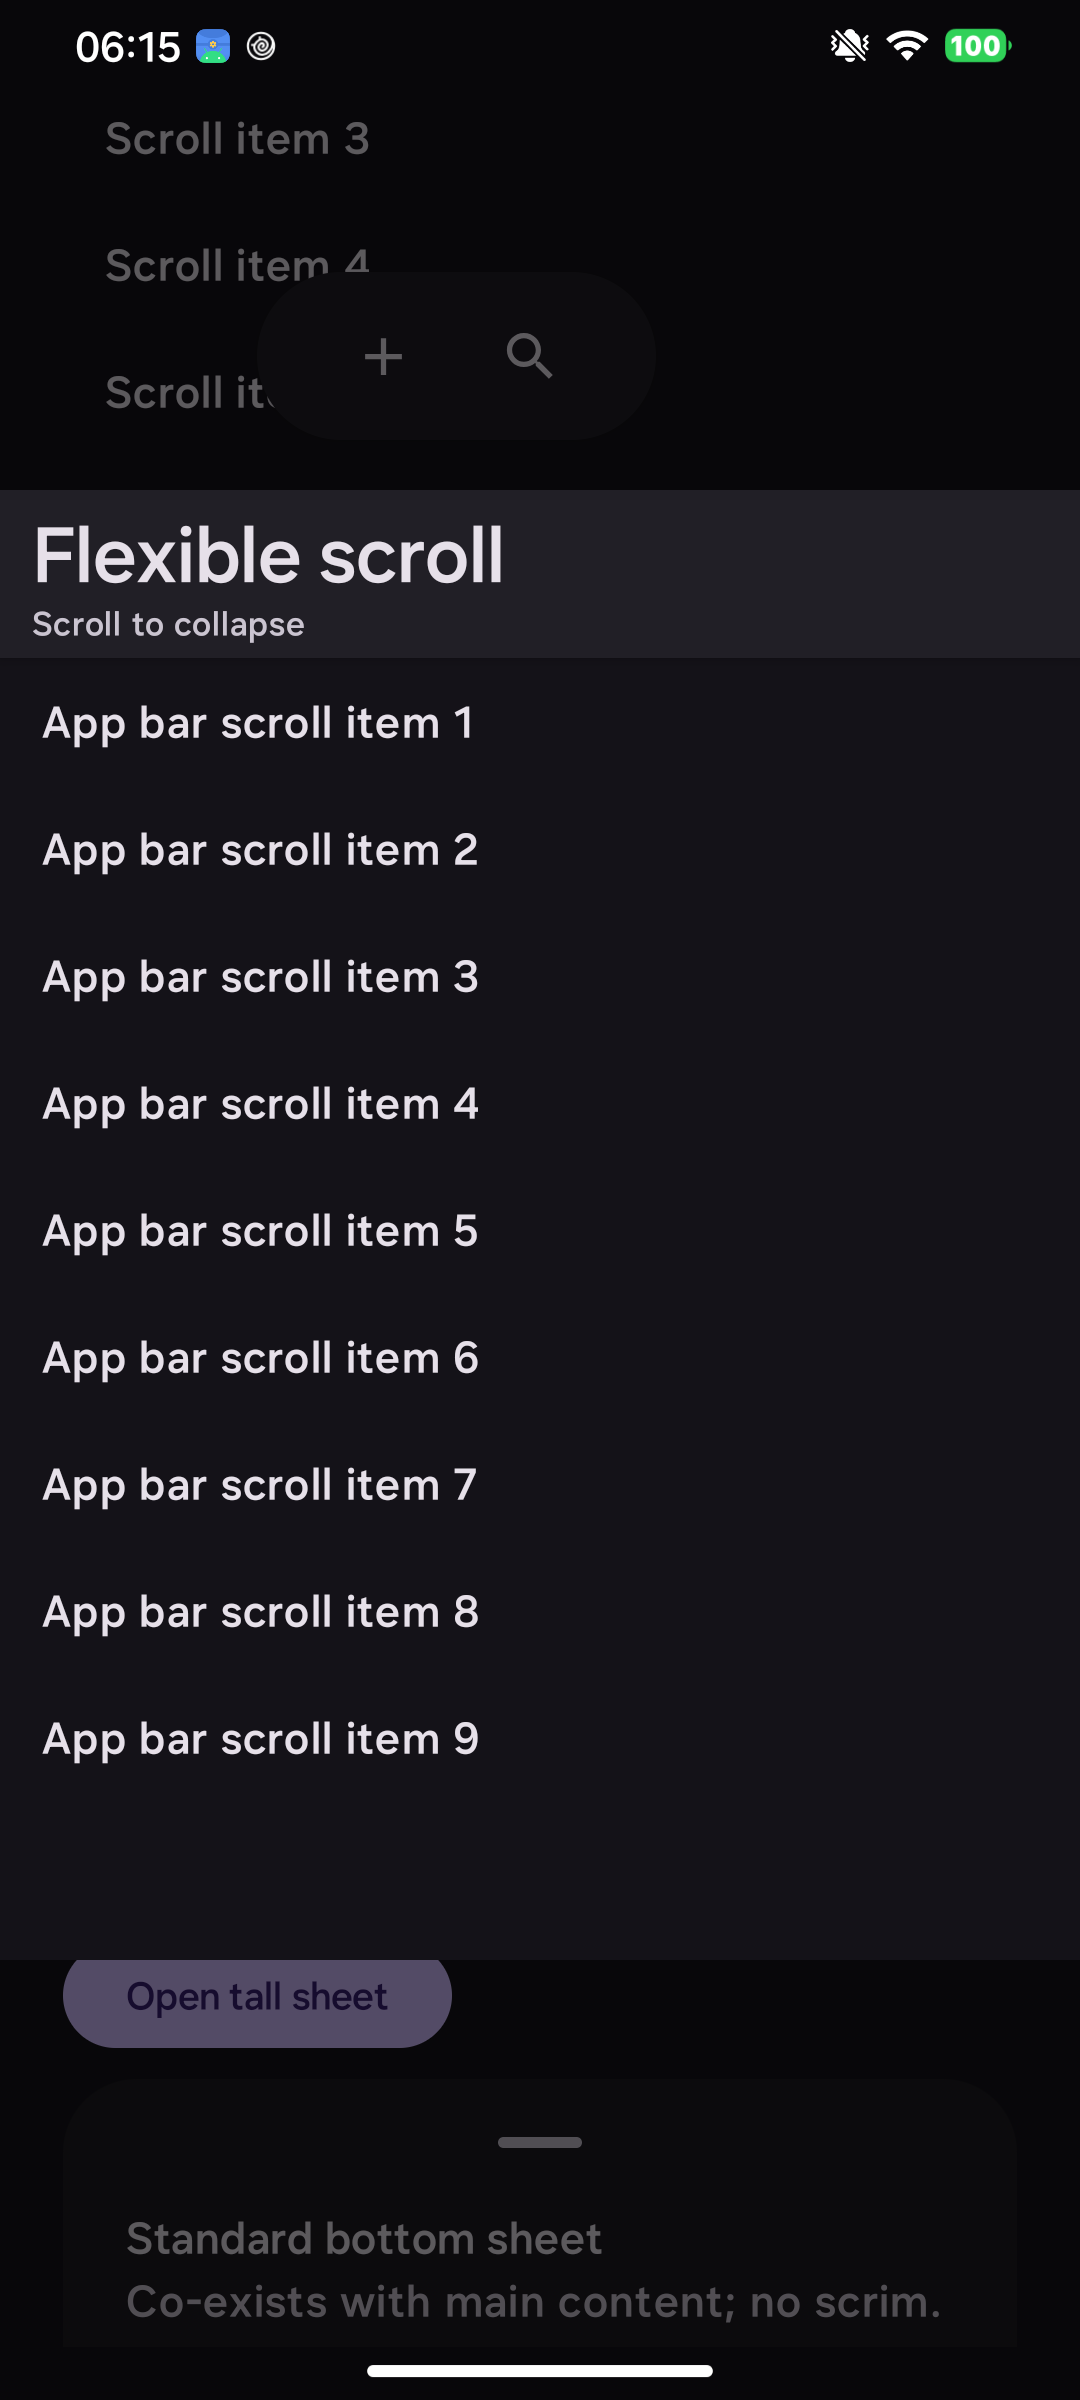 06:15
100
Scroll item 3
Scroll item 4
Scroll ite
Flexible scroll
Scroll to collapse
App bar scroll item 1
App bar scroll item 2
App bar scroll item 3
App bar scroll item 4
App bar scroll item 5
App bar scroll item 6
App bar scroll item 7
App bar scroll item 8
App bar scroll item 9
Open tall sheet
Standard bottom sheet
Co-exists with main content; no scrim.